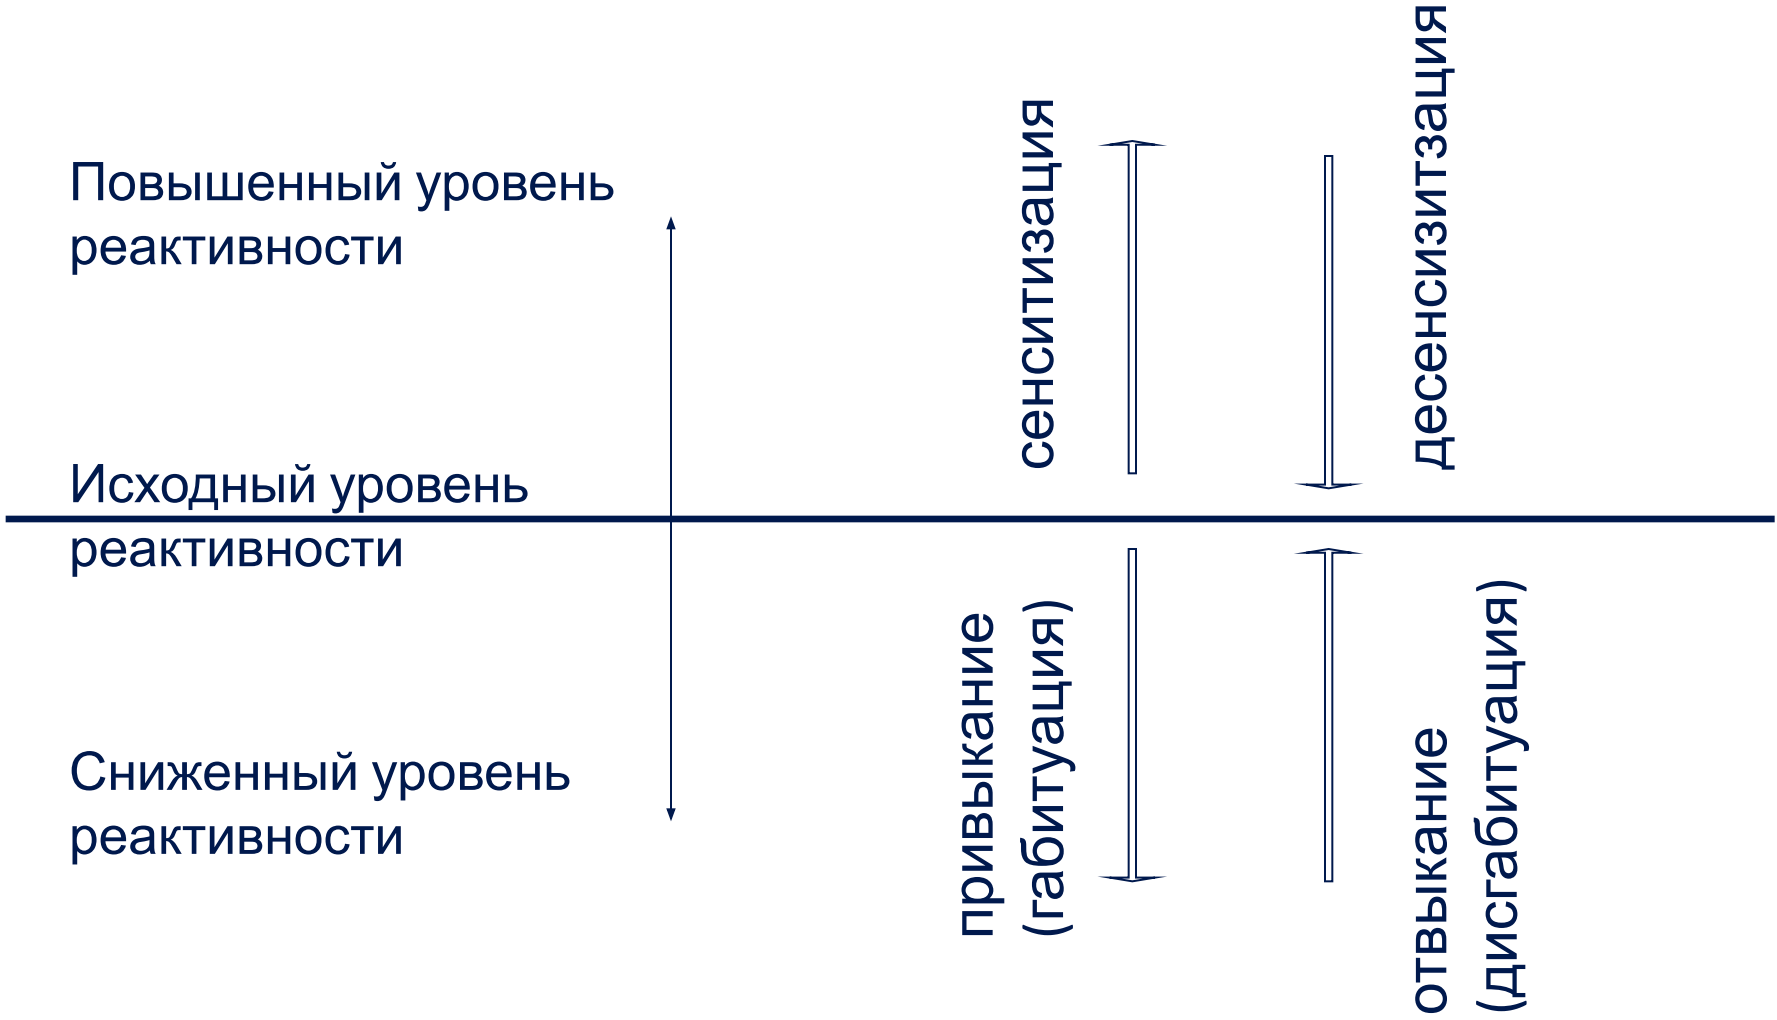 Повышенный уровень
реактивности
Исходный уровень
реактивности
Сниженный уровень
реактивности
сенситизация
десенсизитзация
привыкание
(габитуация)
отвыкание
(дисгабитуация)